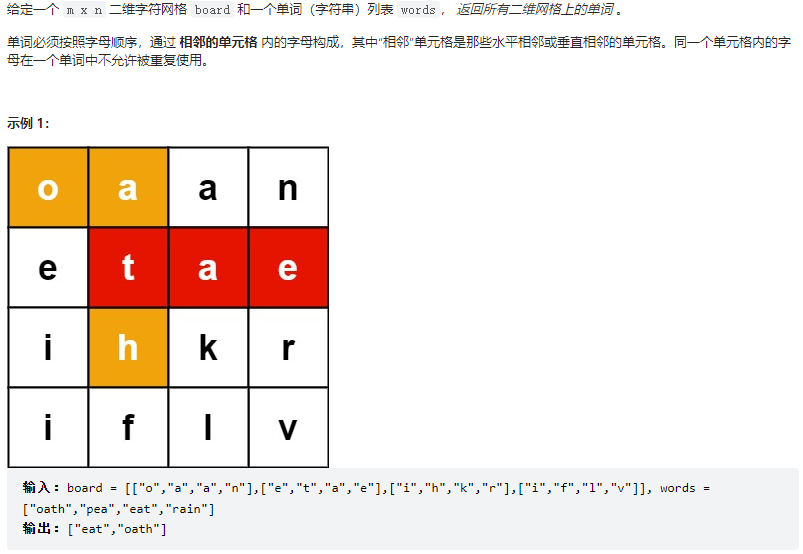 给定一个 m x n 二维字符网格 board 和一个单词（字符串）列表 words， 返回所有二维网格上的单词 。
单词必须按照字母顺序，通过 相邻的单元格 内的字母构成，其中“相邻”单元格是那些水平相邻或垂直相邻的单元格。同一个单元格内的字
母在一个单词中不允许被重复使用。
示例 1：
o a a n
e t a e
i h k r
i f l v
输入：board = [["o","a","a","n"],["e","t","a","e"],["i","h","k","r"],["i","f","l","v"]], words =
["oath","pea","eat","rain"]
输出：["eat","oath"]